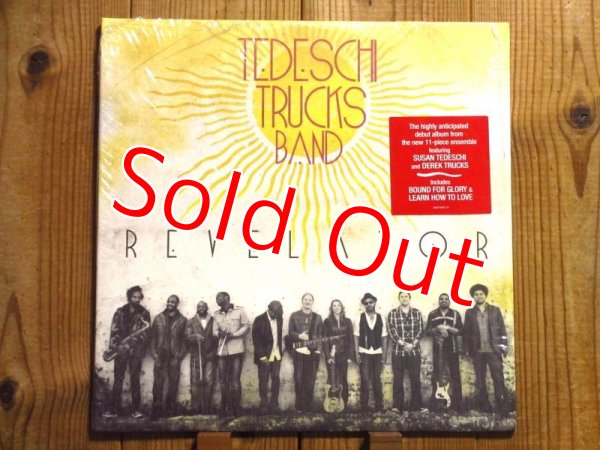 TEDESCHI
TRUCKS
BAND
The highly anticipated
debut album from
the new 11-piece ensemble
featuring
SUSAN TEDESCHI
and DEREK TRUCKS
Includes
BOUND FOR GLORY &
LEARN HOW TO LOVE
Sold Out
REVELATOR